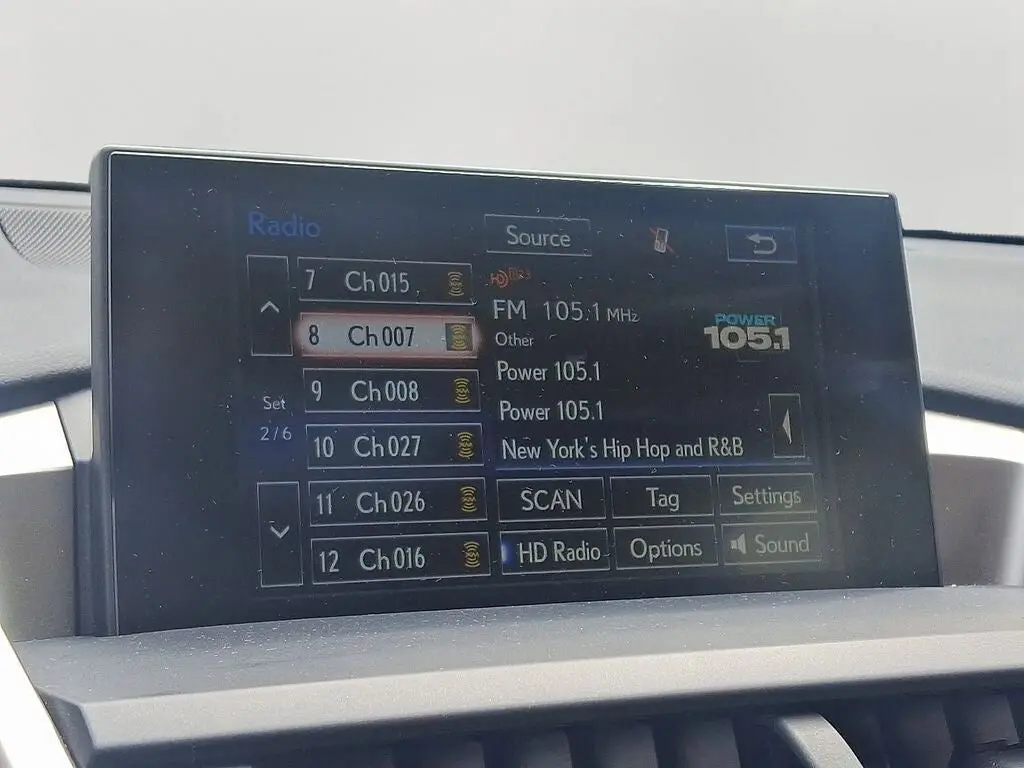 Radio
Source
7 Ch015
8 Ch007
9 Ch008
Set
2/6
10 Ch027
11 Ch026
12 Ch016
FM 105.1 MHz
Other
POWER
105.1
Power 105.1
Power 105.1
New York's Hip Hop and R&B
SCAN
Tag
Settings
HD Radio
Options
Sound